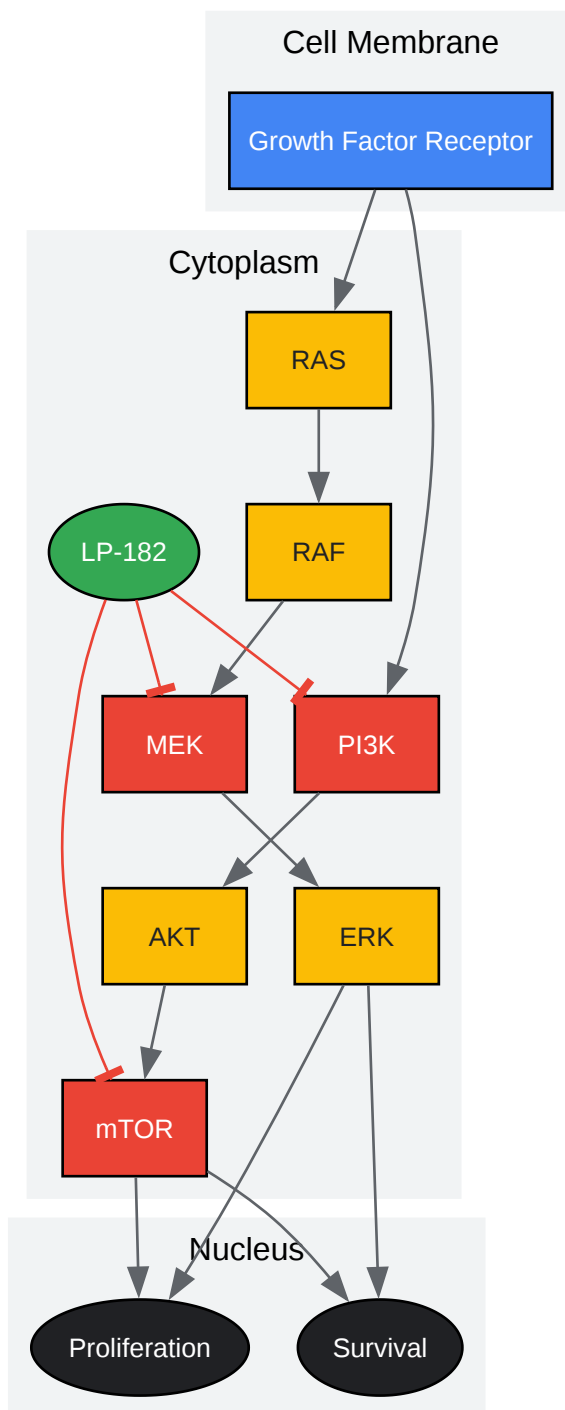 Cell Membrane
Growth Factor Receptor
Cytoplasm
RAS
LP-182
RAF
MEK
PI3K
AKT
ERK
mTOR
Nucleus
Proliferation
Survival